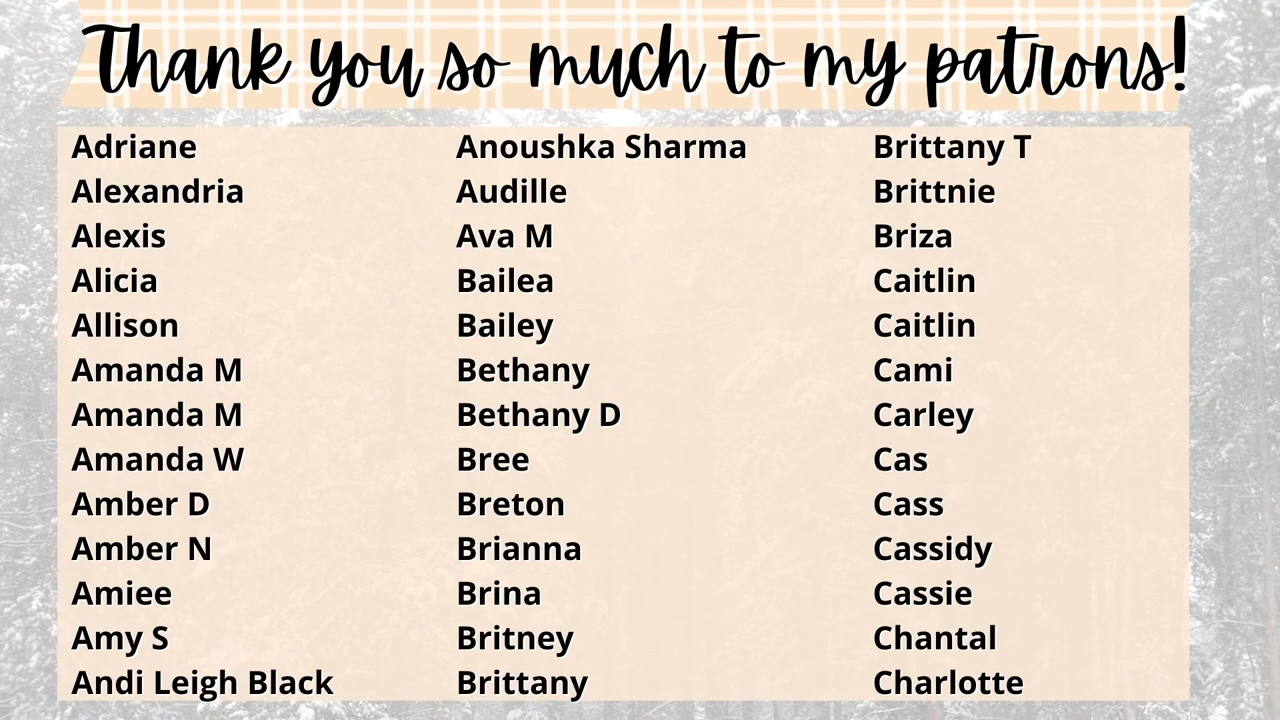 Thank you so much to my patrons!
Adriane
Alexandria
Alexis
Alicia
Allison
Amanda M
Amanda M
Amanda W
Amber D
Amber N
Amiee
Amy S
Andi Leigh Black
Anoushka Sharma
Audille
Ava M
Bailea
Bailey
Bethany
Bethany D
Bree
Breton
Brianna
Brina
Britney
Brittany
Brittany T
Brittnie
Briza
Caitlin
Caitlin
Cami
Carley
Cas
Cass
Cassidy
Cassie
Chantal
Charlotte